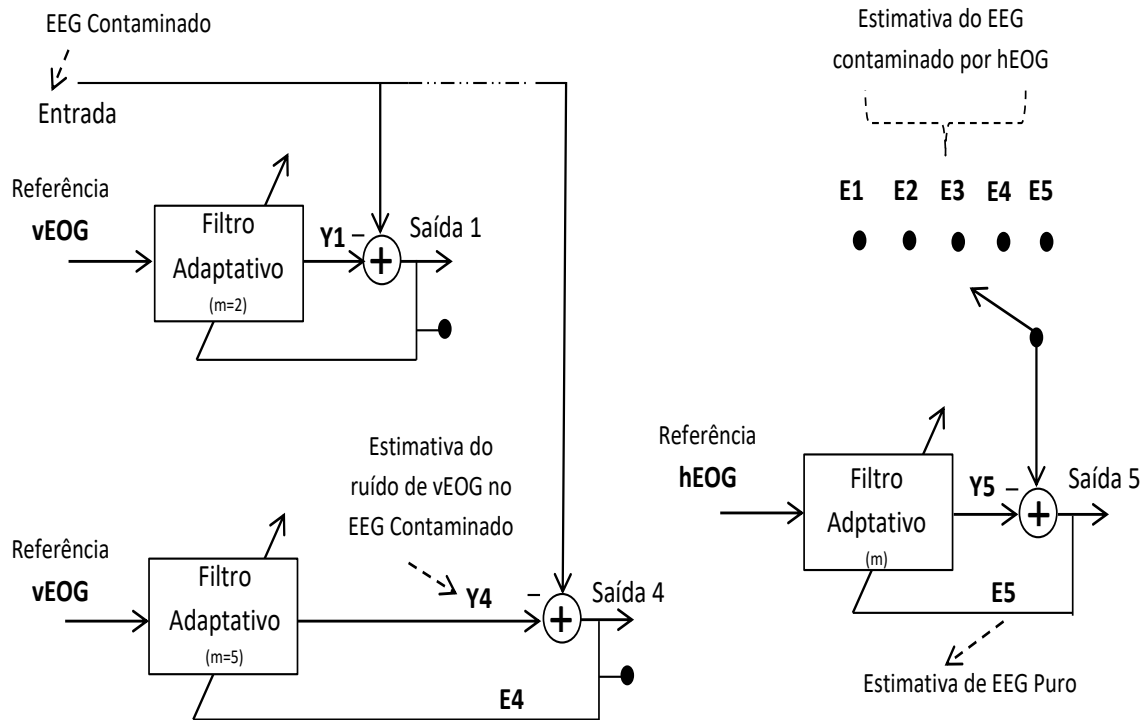 EEG Contaminado
Entrada
Referência
vEOG
Filtro
Adaptativo
(m=2)
Y1
–
+
Saída 1
Estimativa do
ruído de vEOG no
EEG Contaminado
Referência
vEOG
Filtro
Adaptativo
(m=5)
Y4
–
+
Saída 4
E4
Estimativa do EEG
contaminado por hEOG
E1 E2 E3 E4 E5
Referência
hEOG
Filtro
Adptativo
(m)
Y5
–
+
Saída 5
E5
Estimativa de EEG Puro